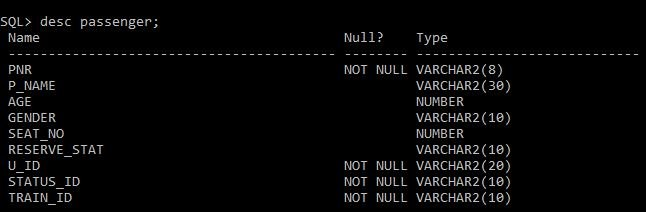 SQL> desc passenger;
Name Null? Type
----------------------------------------- -------- ----------------------------
PNR NOT NULL VARCHAR2(8)
P_NAME VARCHAR2(30)
AGE NUMBER
GENDER VARCHAR2(10)
SEAT_NO NUMBER
RESERVE_STAT VARCHAR2(10)
U_ID NOT NULL VARCHAR2(20)
STATUS_ID NOT NULL VARCHAR2(10)
TRAIN_ID NOT NULL VARCHAR2(10)